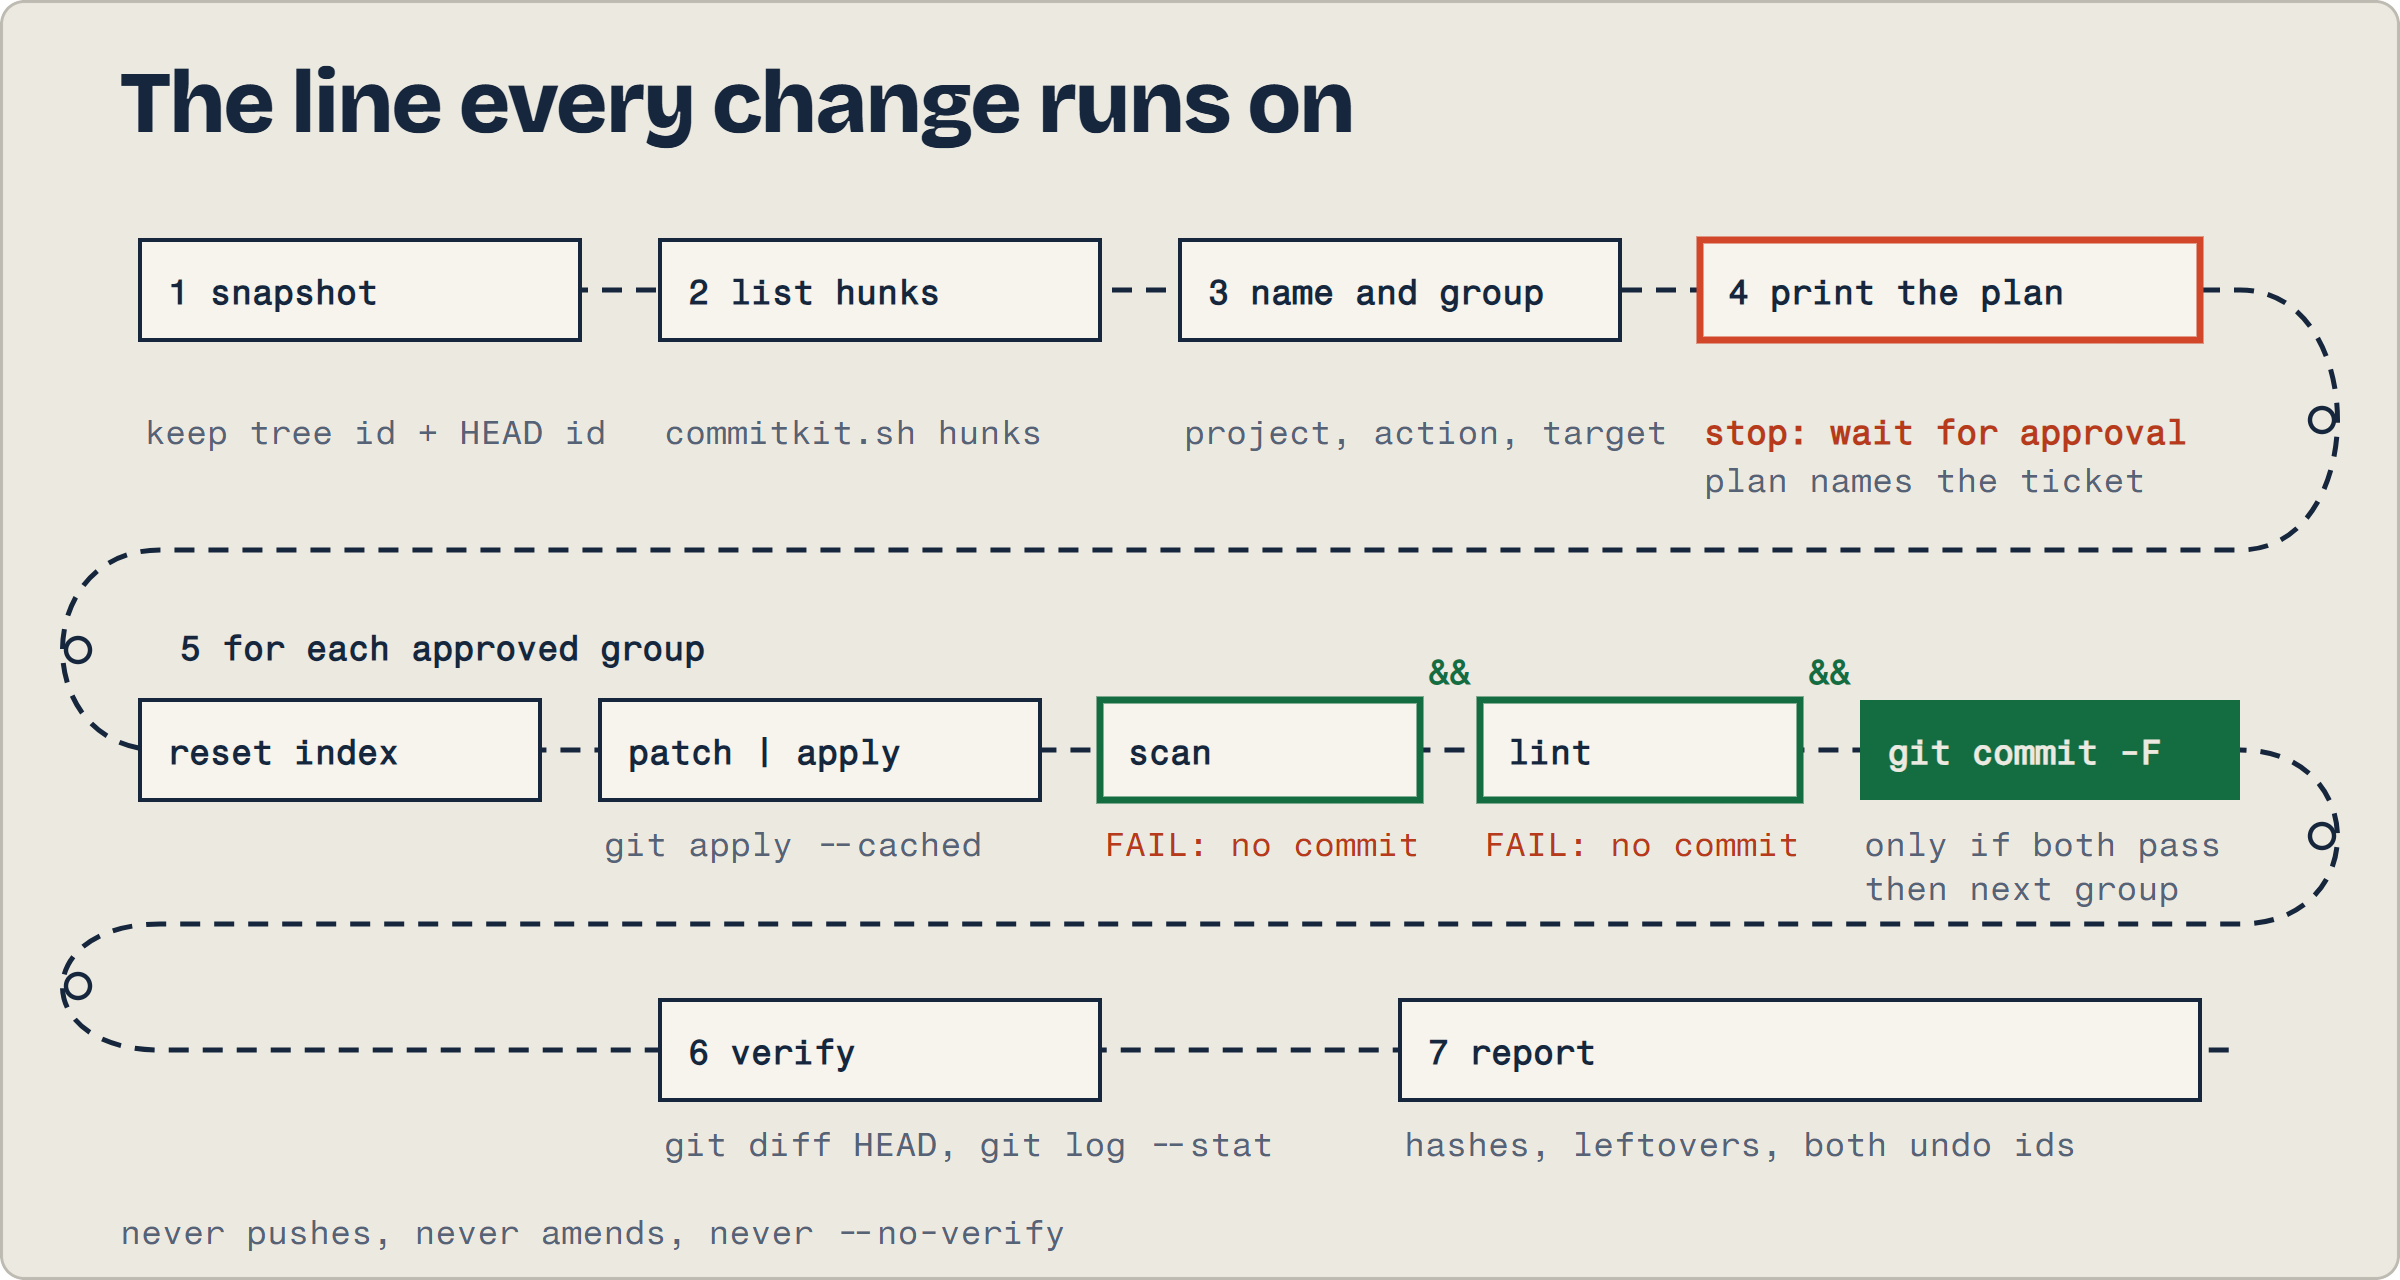 The line every change runs on
1 snapshot
2 list hunks
3 name and group
4 print the plan
keep tree id + HEAD id
commitkit.sh hunks
project, action, target
stop: wait for approval
plan names the ticket
5 for each approved group
&&
&&
reset index
patch | apply
scan
lint
git commit -F
git apply --cached
FAIL: no commit
FAIL: no commit
only if both pass
then next group
6 verify
7 report
git diff HEAD, git log --stat
hashes, leftovers, both undo ids
never pushes, never amends, never --no-verify